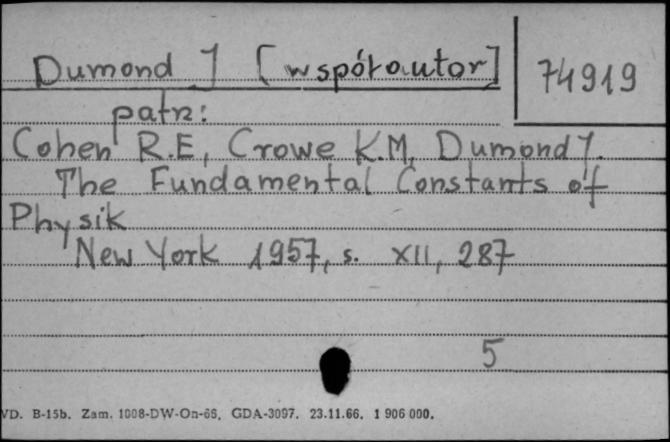 Dumond J [współautor]
74919
patrz:
Cohen R.E, Crowe K.M, Dumond J.
The Fundamental Constants of
Physik
New York 1957, s. XII, 287
5
VD. B-15b. Zam. 1008-DW-On-66. GDA-3097. 23.11.66. 1 906 000.